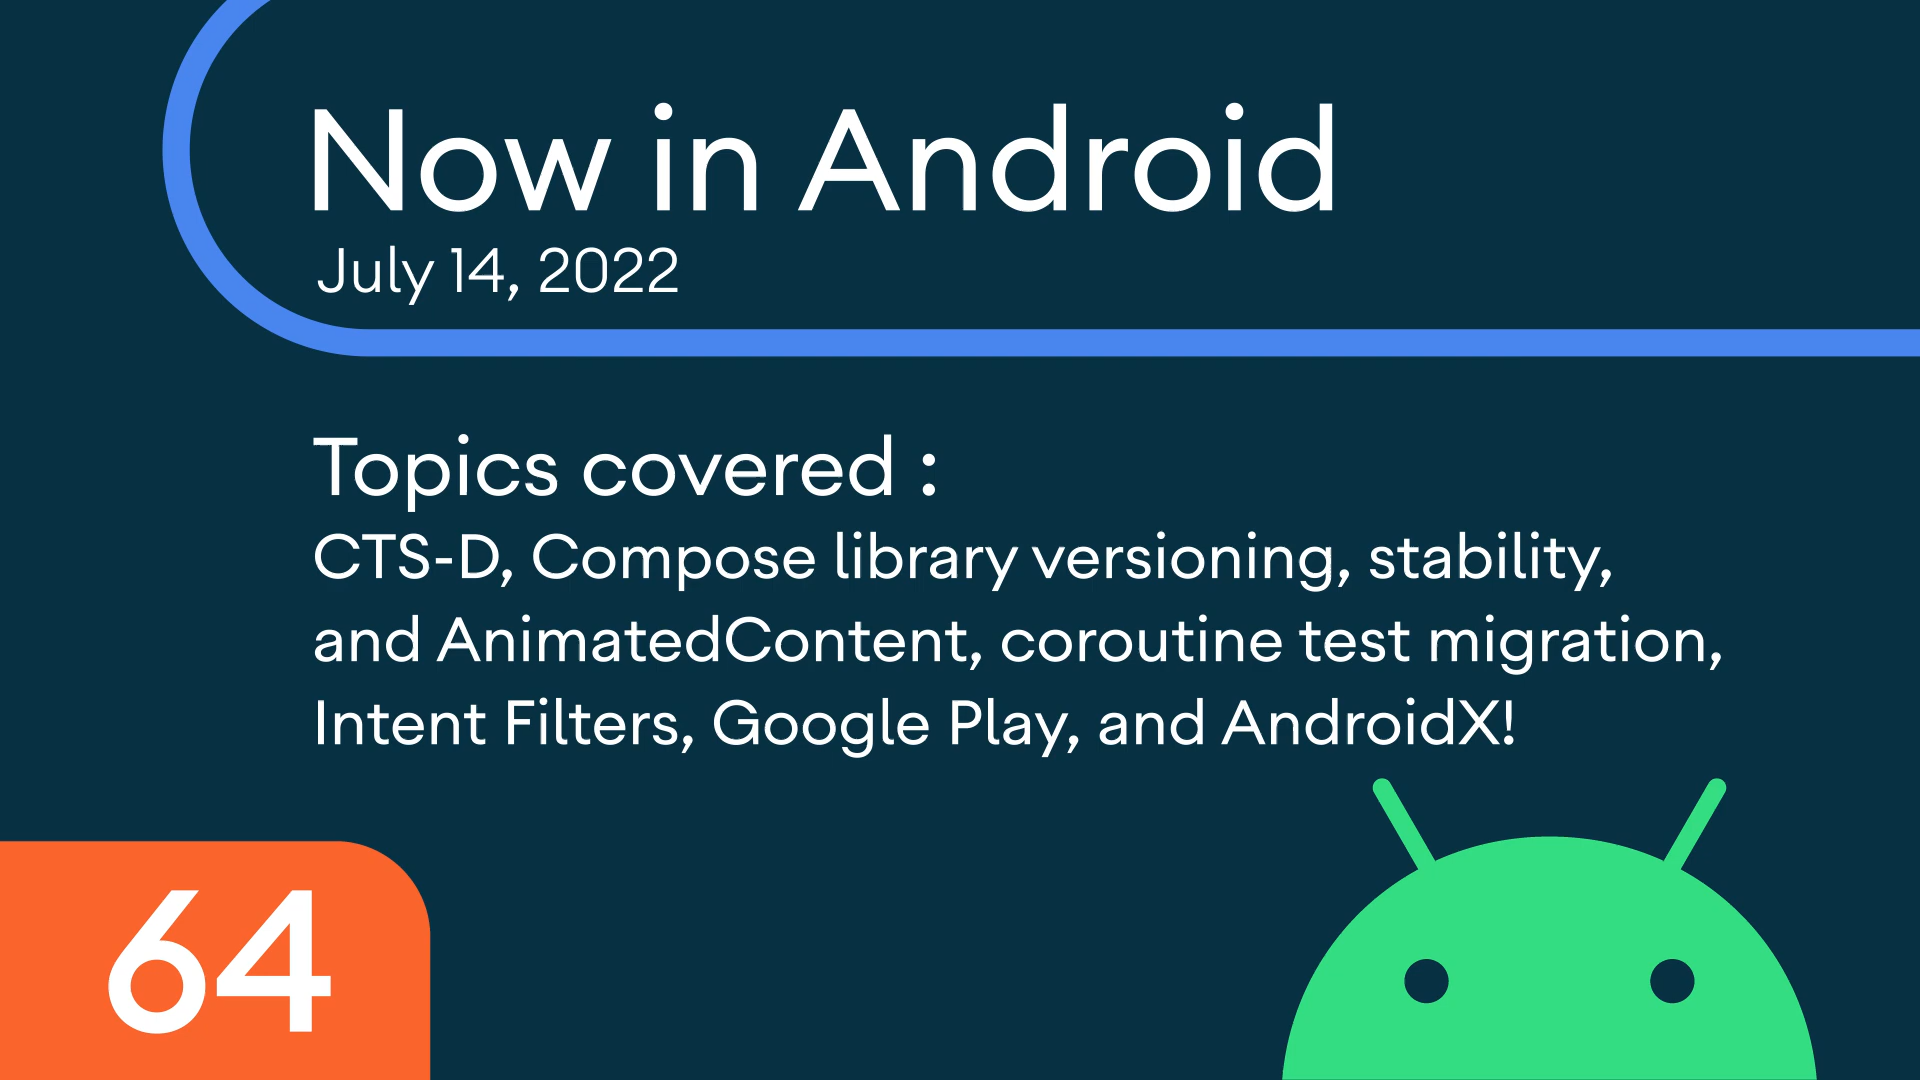 Now in Android
July 14, 2022
Topics covered :
CTS-D, Compose library versioning, stability,
and AnimatedContent, coroutine test migration,
Intent Filters, Google Play, and AndroidX!
64